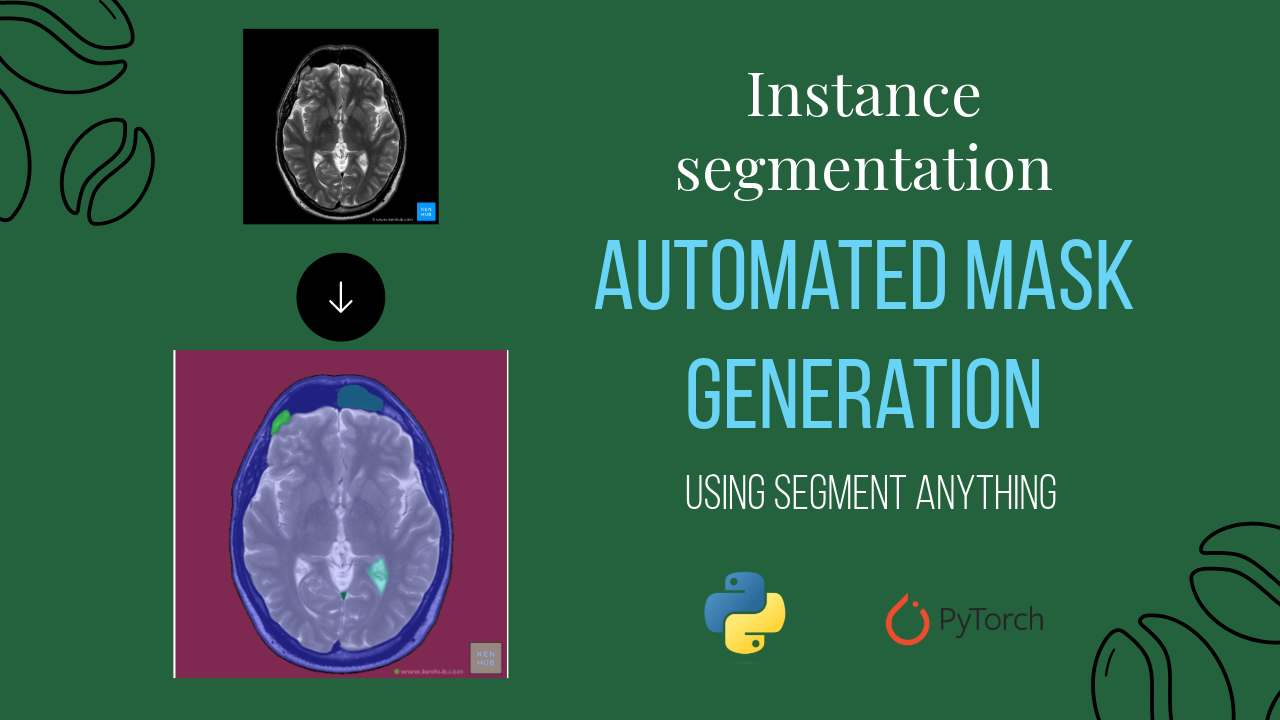 Instance
segmentation
AUTOMATED MASK
GENERATION
USING SEGMENT ANYTHING
PyTorch
© www.kenhub.com
KEN
HUB
© www.kenhub.com
KEN
HUB